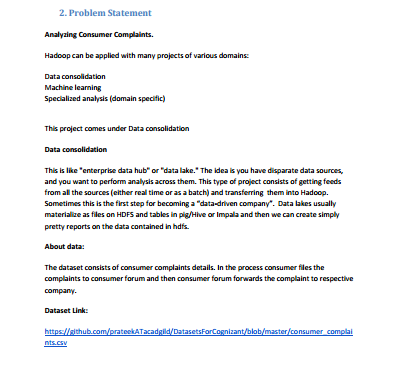 2. Problem Statement
Analyzing Consumer Complaints.
Hadoop can be applied with many projects of various domains:
Data consolidation
Machine learning
Specialized analysis (domain specific)
This project comes under Data consolidation
Data consolidation
This is like "enterprise data hub" or "data lake." The idea is you have disparate data sources,
and you want to perform analysis across them. This type of project consists of getting feeds
from all the sources (either real time or as a batch) and transferring them into Hadoop.
Sometimes this is the first step for becoming a "data-driven company". Data lakes usually
materialize as files on HDFS and tables in pig/Hive or Impala and then we can create simply
pretty reports on the data contained in hdfs.
About data:
The dataset consists of consumer complaints details. In the process consumer files the
complaints to consumer forum and then consumer forum forwards the complaint to respective
company.
Dataset Link:
https://github.com/prateekATacadgild/DatasetsForCognizant/blob/master/consumer_complai
nts.csv